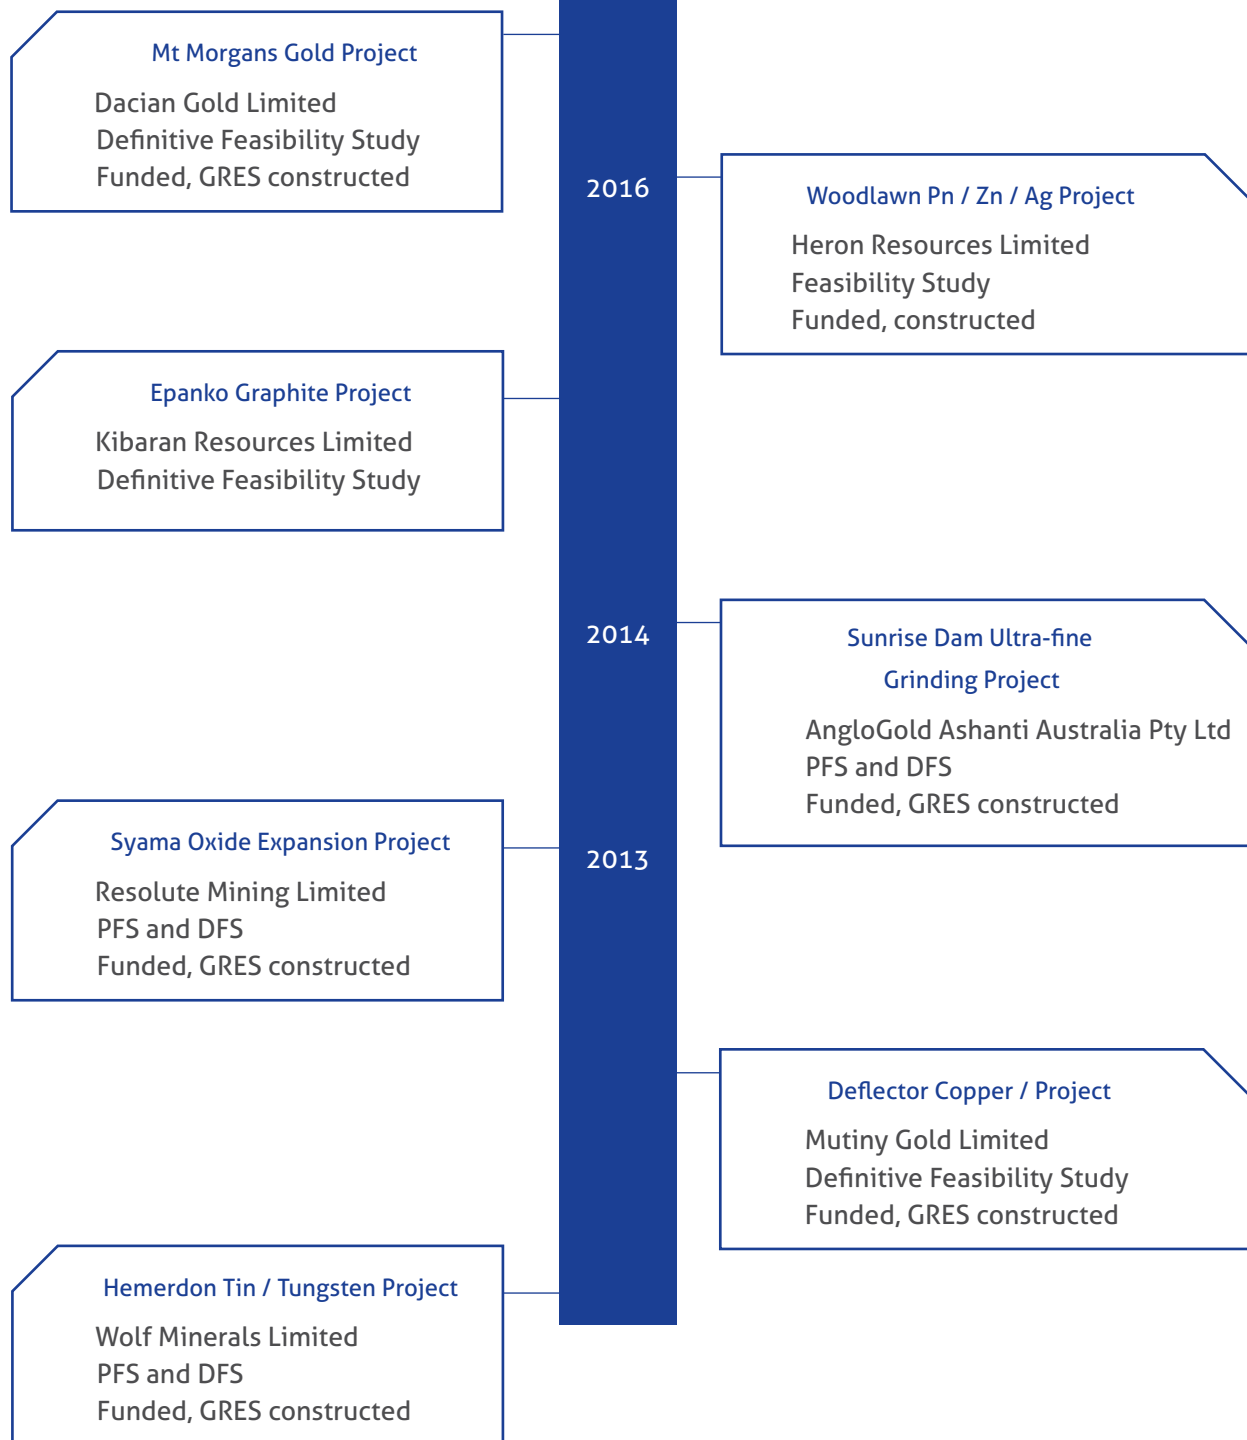 Mt Morgans Gold Project
Dacian Gold Limited
Definitive Feasibility Study
Funded, GRES constructed
2016
Woodlawn Pn / Zn / Ag Project
Heron Resources Limited
Feasibility Study
Funded, constructed
Epanko Graphite Project
Kibaran Resources Limited
Definitive Feasibility Study
2014
Sunrise Dam Ultra-fine
Grinding Project
AngloGold Ashanti Australia Pty Ltd
PFS and DFS
Funded, GRES constructed
Syama Oxide Expansion Project
Resolute Mining Limited
PFS and DFS
Funded, GRES constructed
2013
Deflector Copper / Project
Mutiny Gold Limited
Definitive Feasibility Study
Funded, GRES constructed
Hemerdon Tin / Tungsten Project
Wolf Minerals Limited
PFS and DFS
Funded, GRES constructed